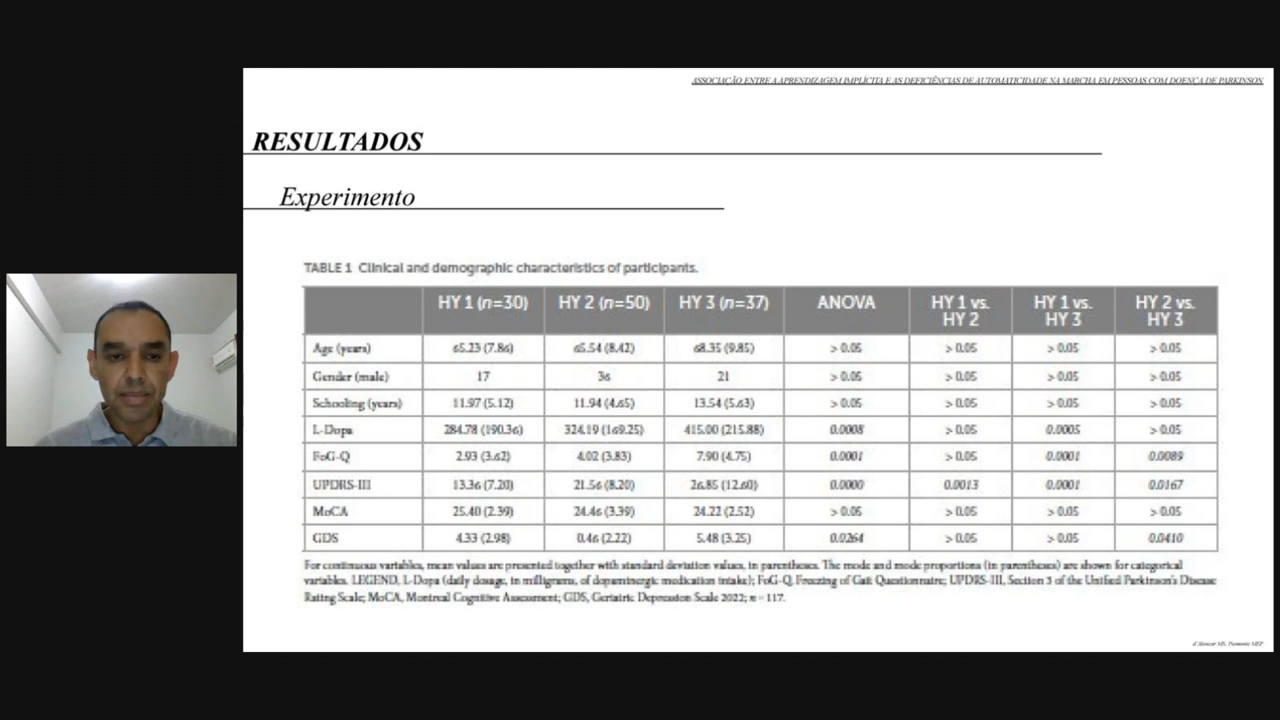 ASSOCIAÇÃO ENTRE A APRENDIZAGEM IMPLÍCITA E AS DEFICIÊNCIAS DE AUTOMATICIDADE NA MARCHA EM PESSOAS COM DOENÇA DE PARKINSON
RESULTADOS
Experimento
TABLE 1 Clinical and demographic characteristics of participants.
HY 1 (n=30) HY 2 (n=50) HY 3 (n=37) ANOVA HY 1 vs. HY 2 HY 1 vs. HY 3 HY 2 vs. HY 3
Age (years) 65.23 (7.86) 65.54 (8.42) 68.35 (9.85) > 0.05 > 0.05 > 0.05 > 0.05
Gender (male) 17 36 21 > 0.05 > 0.05 > 0.05 > 0.05
Schooling (years) 11.97 (5.12) 11.94 (4.65) 13.54 (5.63) > 0.05 > 0.05 > 0.05 > 0.05
L-Dopa 284.78 (190.36) 324.19 (169.25) 415.00 (215.88) 0.0008 > 0.05 0.0005 > 0.05
FoG-Q 2.93 (3.62) 4.02 (3.83) 7.90 (4.75) 0.0001 > 0.05 0.0001 0.0089
UPDRS-III 13.36 (7.20) 21.56 (8.20) 26.85 (12.60) 0.0000 0.0013 0.0001 0.0167
MoCA 25.40 (2.39) 24.46 (3.39) 24.22 (2.52) > 0.05 > 0.05 > 0.05 > 0.05
GDS 4.33 (2.98) 0.46 (2.22) 5.48 (3.25) 0.0264 > 0.05 > 0.05 0.0410
For continuous variables, mean values are presented together with standard deviation values, in parentheses. The mode and mode proportions (in parentheses) are shown for categorical
variables. LEGEND, L-Dopa (daily dosage, in milligrams, of dopaminergic medication intake); FoG-Q, Freezing of Gait Questionnaire; UPDRS-III, Section 3 of the Unified Parkinson's Disease
Rating Scale; MoCA, Montreal Cognitive Assessment; GDS, Geriatric Depression Scale 2022; n = 117.
d'Alencar MS, Piemonte MEP